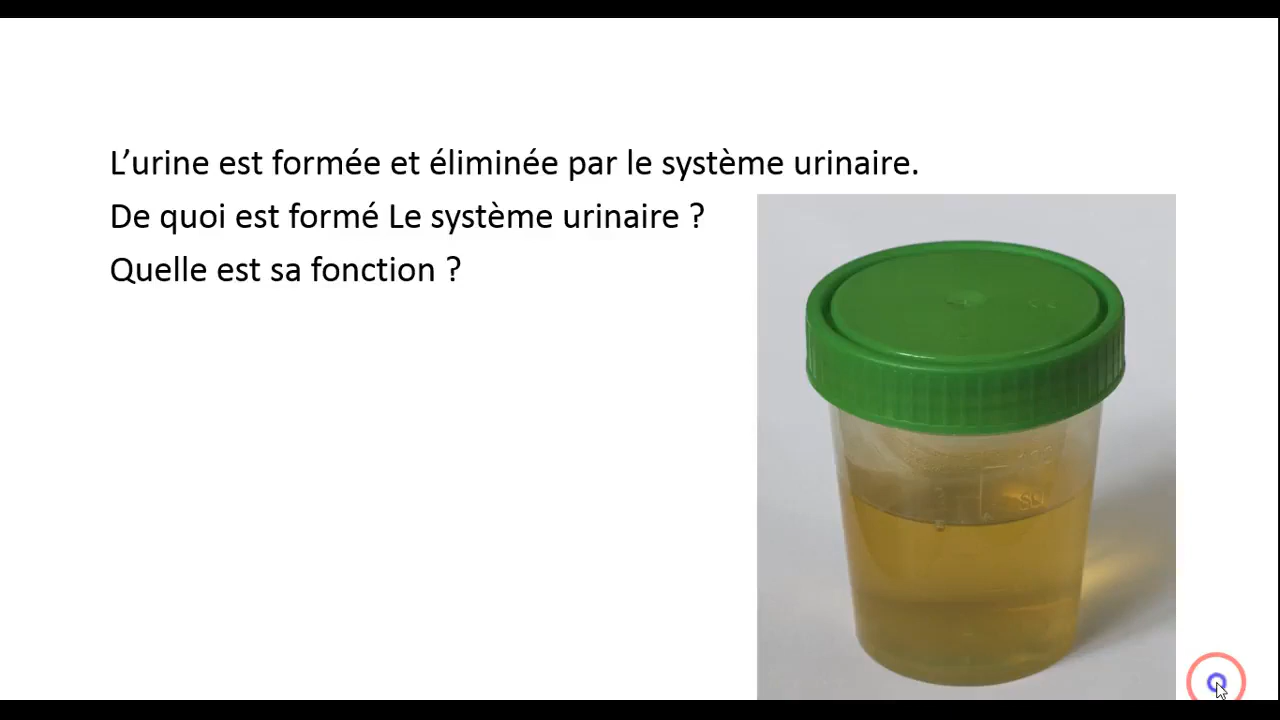 L’urine est formée et éliminée par le système urinaire.
De quoi est formé Le système urinaire ?
Quelle est sa fonction ?